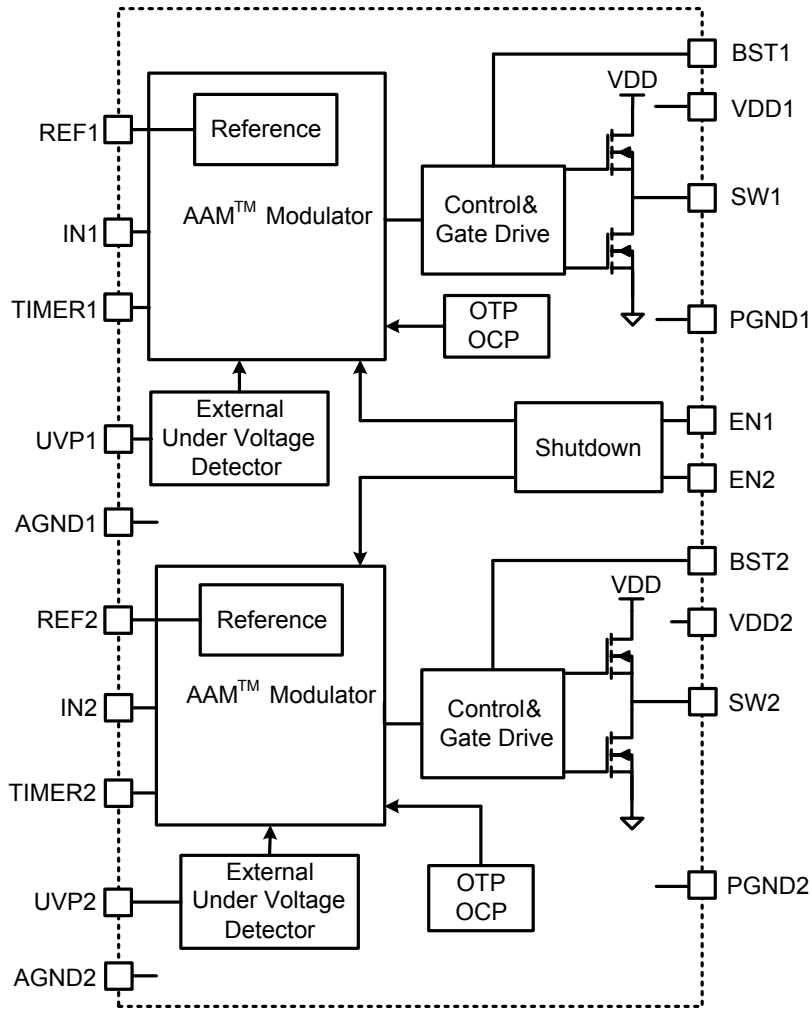 BST1
VDD
VDD1
REF1
Reference
AAM™ Modulator
Control&
Gate Drive
SW1
IN1
TIMER1
OTP
OCP
PGND1
External
Under Voltage
Detector
UVP1
Shutdown
EN1
EN2
AGND1
BST2
VDD
VDD2
REF2
Reference
AAM™ Modulator
Control&
Gate Drive
SW2
IN2
TIMER2
External
Under Voltage
Detector
OTP
OCP
UVP2
PGND2
AGND2